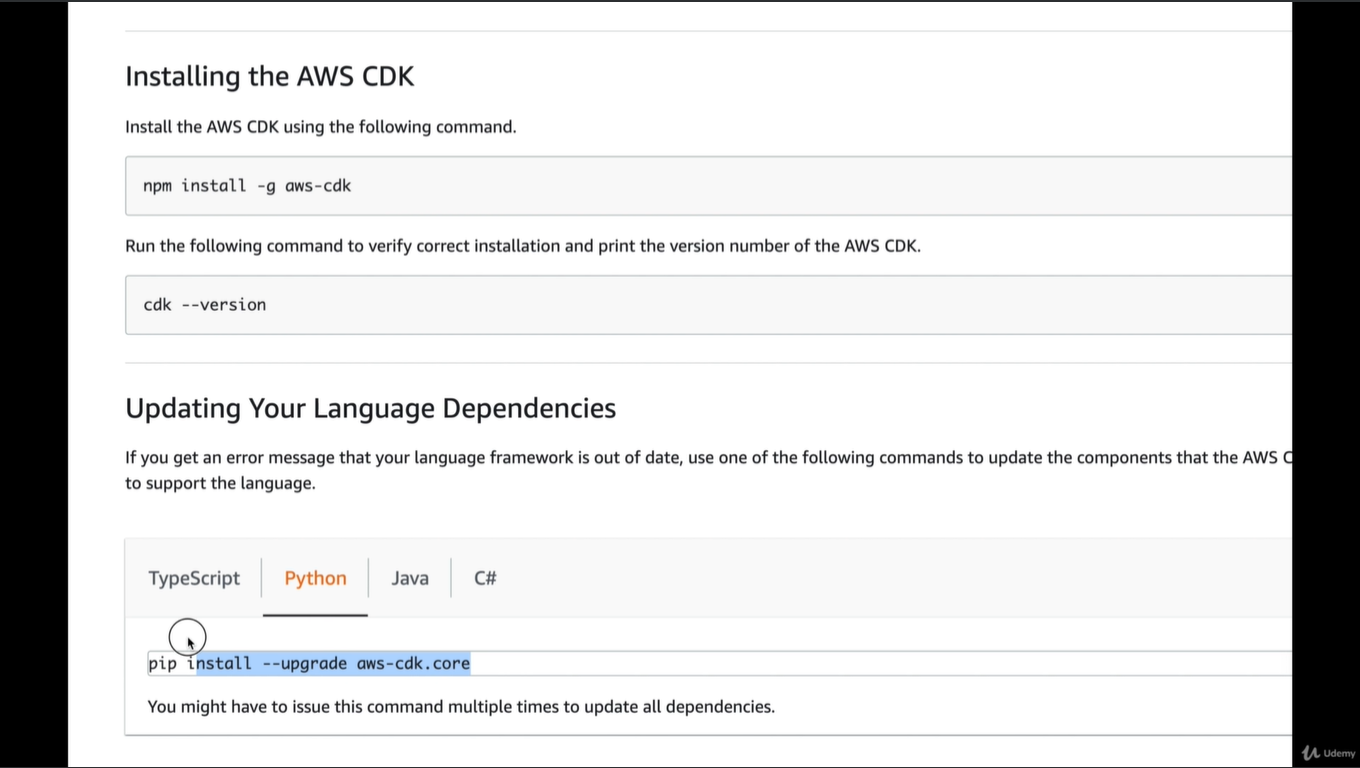 Installing the AWS CDK
Install the AWS CDK using the following command.
npm install -g aws-cdk
Run the following command to verify correct installation and print the version number of the AWS CDK.
cdk --version
Updating Your Language Dependencies
If you get an error message that your language framework is out of date, use one of the following commands to update the components that the AWS C
to support the language.
TypeScript Python Java C#
pip install --upgrade aws-cdk.core
You might have to issue this command multiple times to update all dependencies.
Udemy